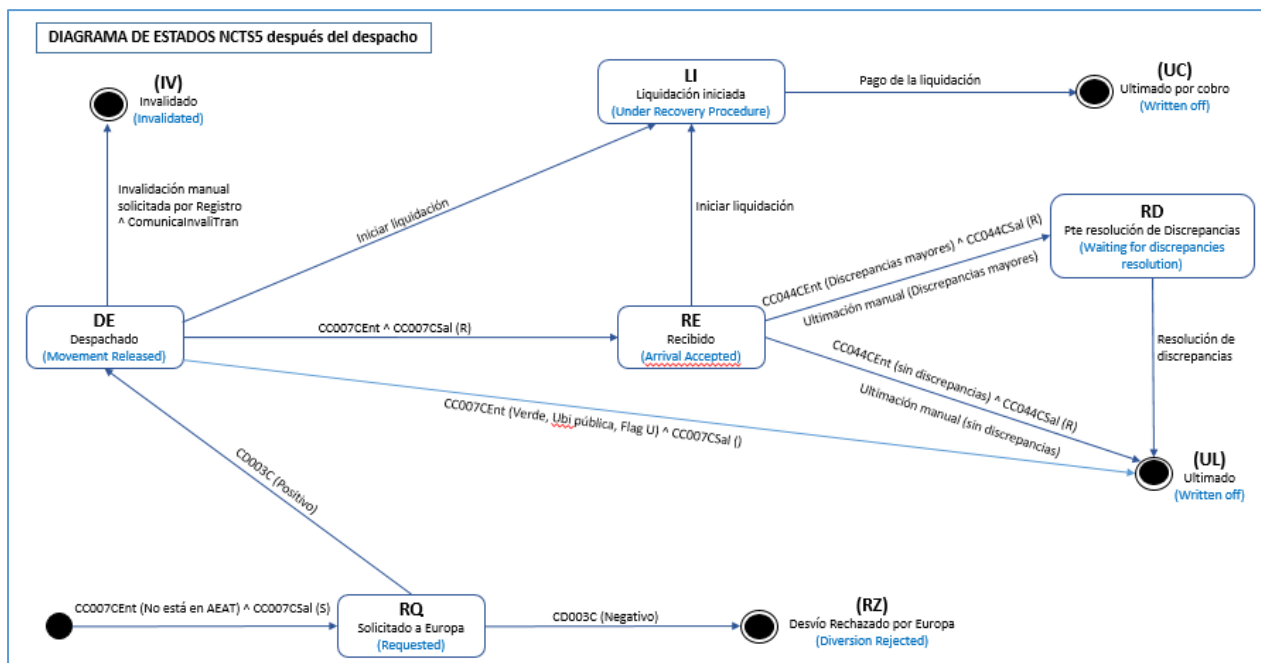 DIAGRAMA DE ESTADOS NCTS5 después del despacho
(IV)
Invalidado
(Invalidated)
LI
Liquidación iniciada
(Under Recovery Procedure)
Pago de la liquidación
(UC)
Ultimado por cobro
(Written off)
Invalidación manual
solicitada por Registro
^ ComunicaInvaliTran
Iniciar liquidación
Iniciar liquidación
RD
Pte resolución de Discrepancias
(Waiting for discrepancies
resolution)
CC044CEnt (Discrepancias mayores) ^ CC044CSal (R)
Ultimación manual (Discrepancias mayores)
DE
Despachado
(Movement Released)
CC007CEnt ^ CC007CSal (R)
RE
Recibido
(Arrival Accepted)
Resolución de
discrepancias
CC044CEnt (sin discrepancias) ^ CC044CSal (R)
Ultimación manual (sin discrepancias)
CC007CEnt (Verde, Ubi pública, Flag U) ^ CC007CSal ()
(UL)
Ultimado
(Written off)
CD003C (Positivo)
CC007CEnt (No está en AEAT) ^ CC007CSal (S)
RQ
Solicitado a Europa
(Requested)
CD003C (Negativo)
(RZ)
Desvío Rechazado por Europa
(Diversion Rejected)